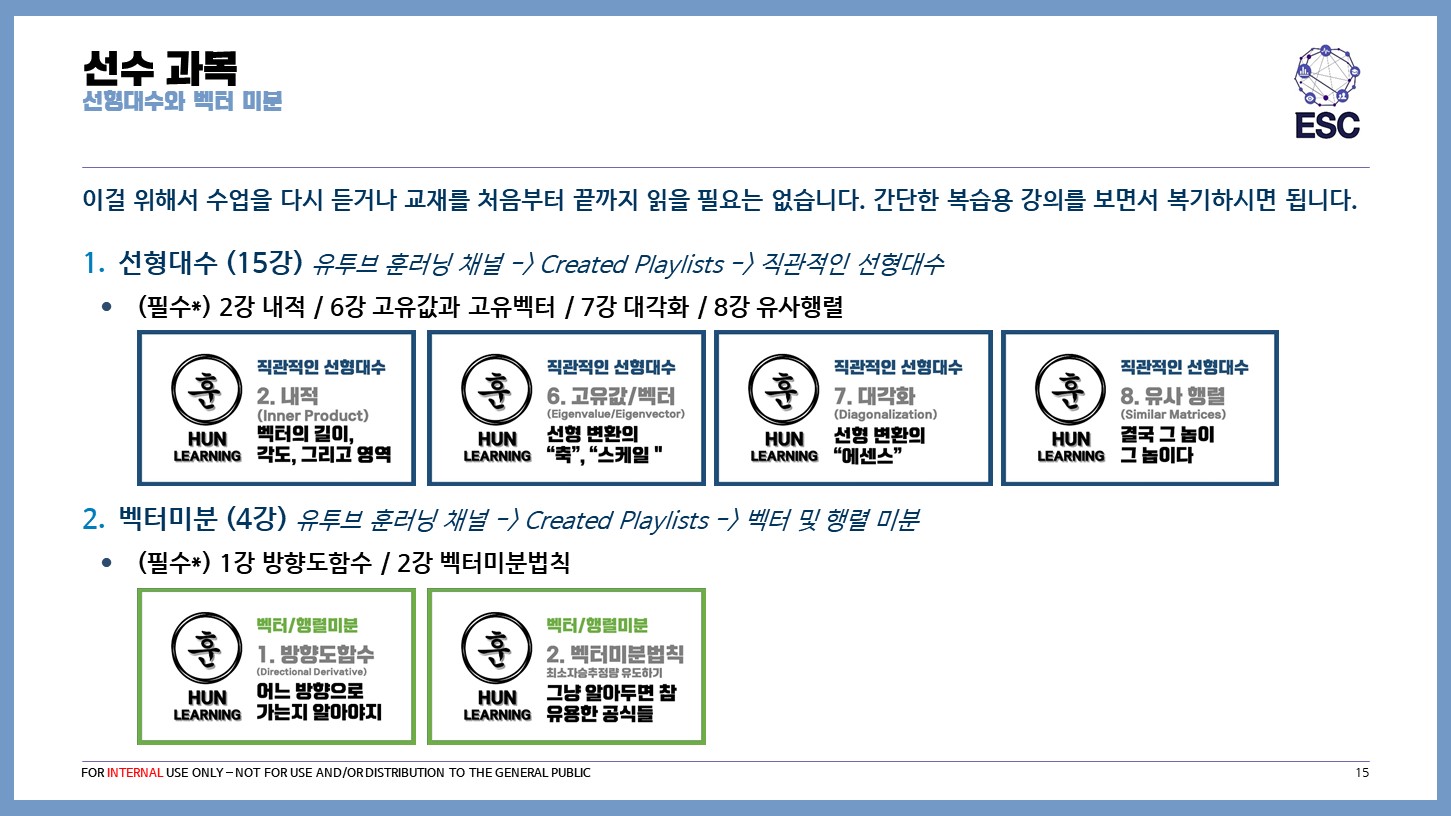 선수 과목
선형대수와 벡터 미분
ESC
이걸 위해서 수업을 다시 듣거나 교재를 처음부터 끝까지 읽을 필요는 없습니다. 간단한 복습용 강의를 보면서 복기하시면 됩니다.
1. 선형대수 (15강) 유투브 훈러닝 채널 -> Created Playlists -> 직관적인 선형대수
• (필수*) 2강 내적 / 6강 고유값과 고유벡터 / 7강 대각화 / 8강 유사행렬
훈
HUN
LEARNING
직관적인 선형대수
2. 내적
(Inner Product)
벡터의 길이,
각도, 그리고 영역
훈
HUN
LEARNING
직관적인 선형대수
6. 고유값/벡터
(Eigenvalue/Eigenvector)
선형 변환의
“축”, “스케일 "
훈
HUN
LEARNING
직관적인 선형대수
7. 대각화
(Diagonalization)
선형 변환의
“에센스”
훈
HUN
LEARNING
직관적인 선형대수
8. 유사 행렬
(Similar Matrices)
결국 그 놈이
그 놈이다
2. 벡터미분 (4강) 유투브 훈러닝 채널 -> Created Playlists -> 벡터 및 행렬 미분
• (필수*) 1강 방향도함수 / 2강 벡터미분법칙
훈
HUN
LEARNING
벡터/행렬미분
1. 방향도함수
(Directional Derivative)
어느 방향으로
가는지 알아야지
훈
HUN
LEARNING
벡터/행렬미분
2. 벡터미분법칙
최소자승추정량 유도하기
그냥 알아두면 참
유용한 공식들
FOR INTERNAL USE ONLY – NOT FOR USE AND/OR DISTRIBUTION TO THE GENERAL PUBLIC
15